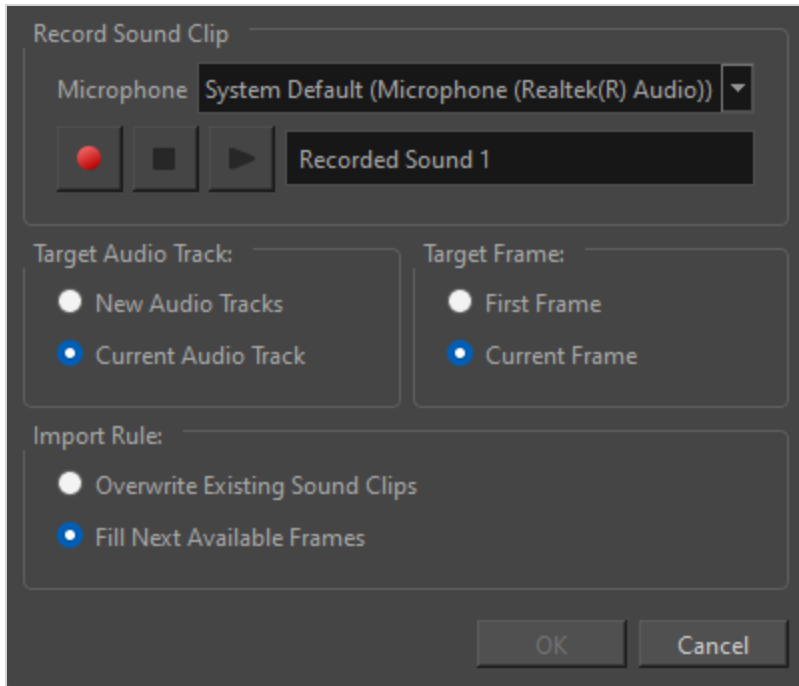 Record Sound Clip
Microphone System Default (Microphone (Realtek(R) Audio))
Recorded Sound 1
Target Audio Track: Target Frame:
New Audio Tracks First Frame
Current Audio Track Current Frame
Import Rule:
Overwrite Existing Sound Clips
Fill Next Available Frames
OK Cancel